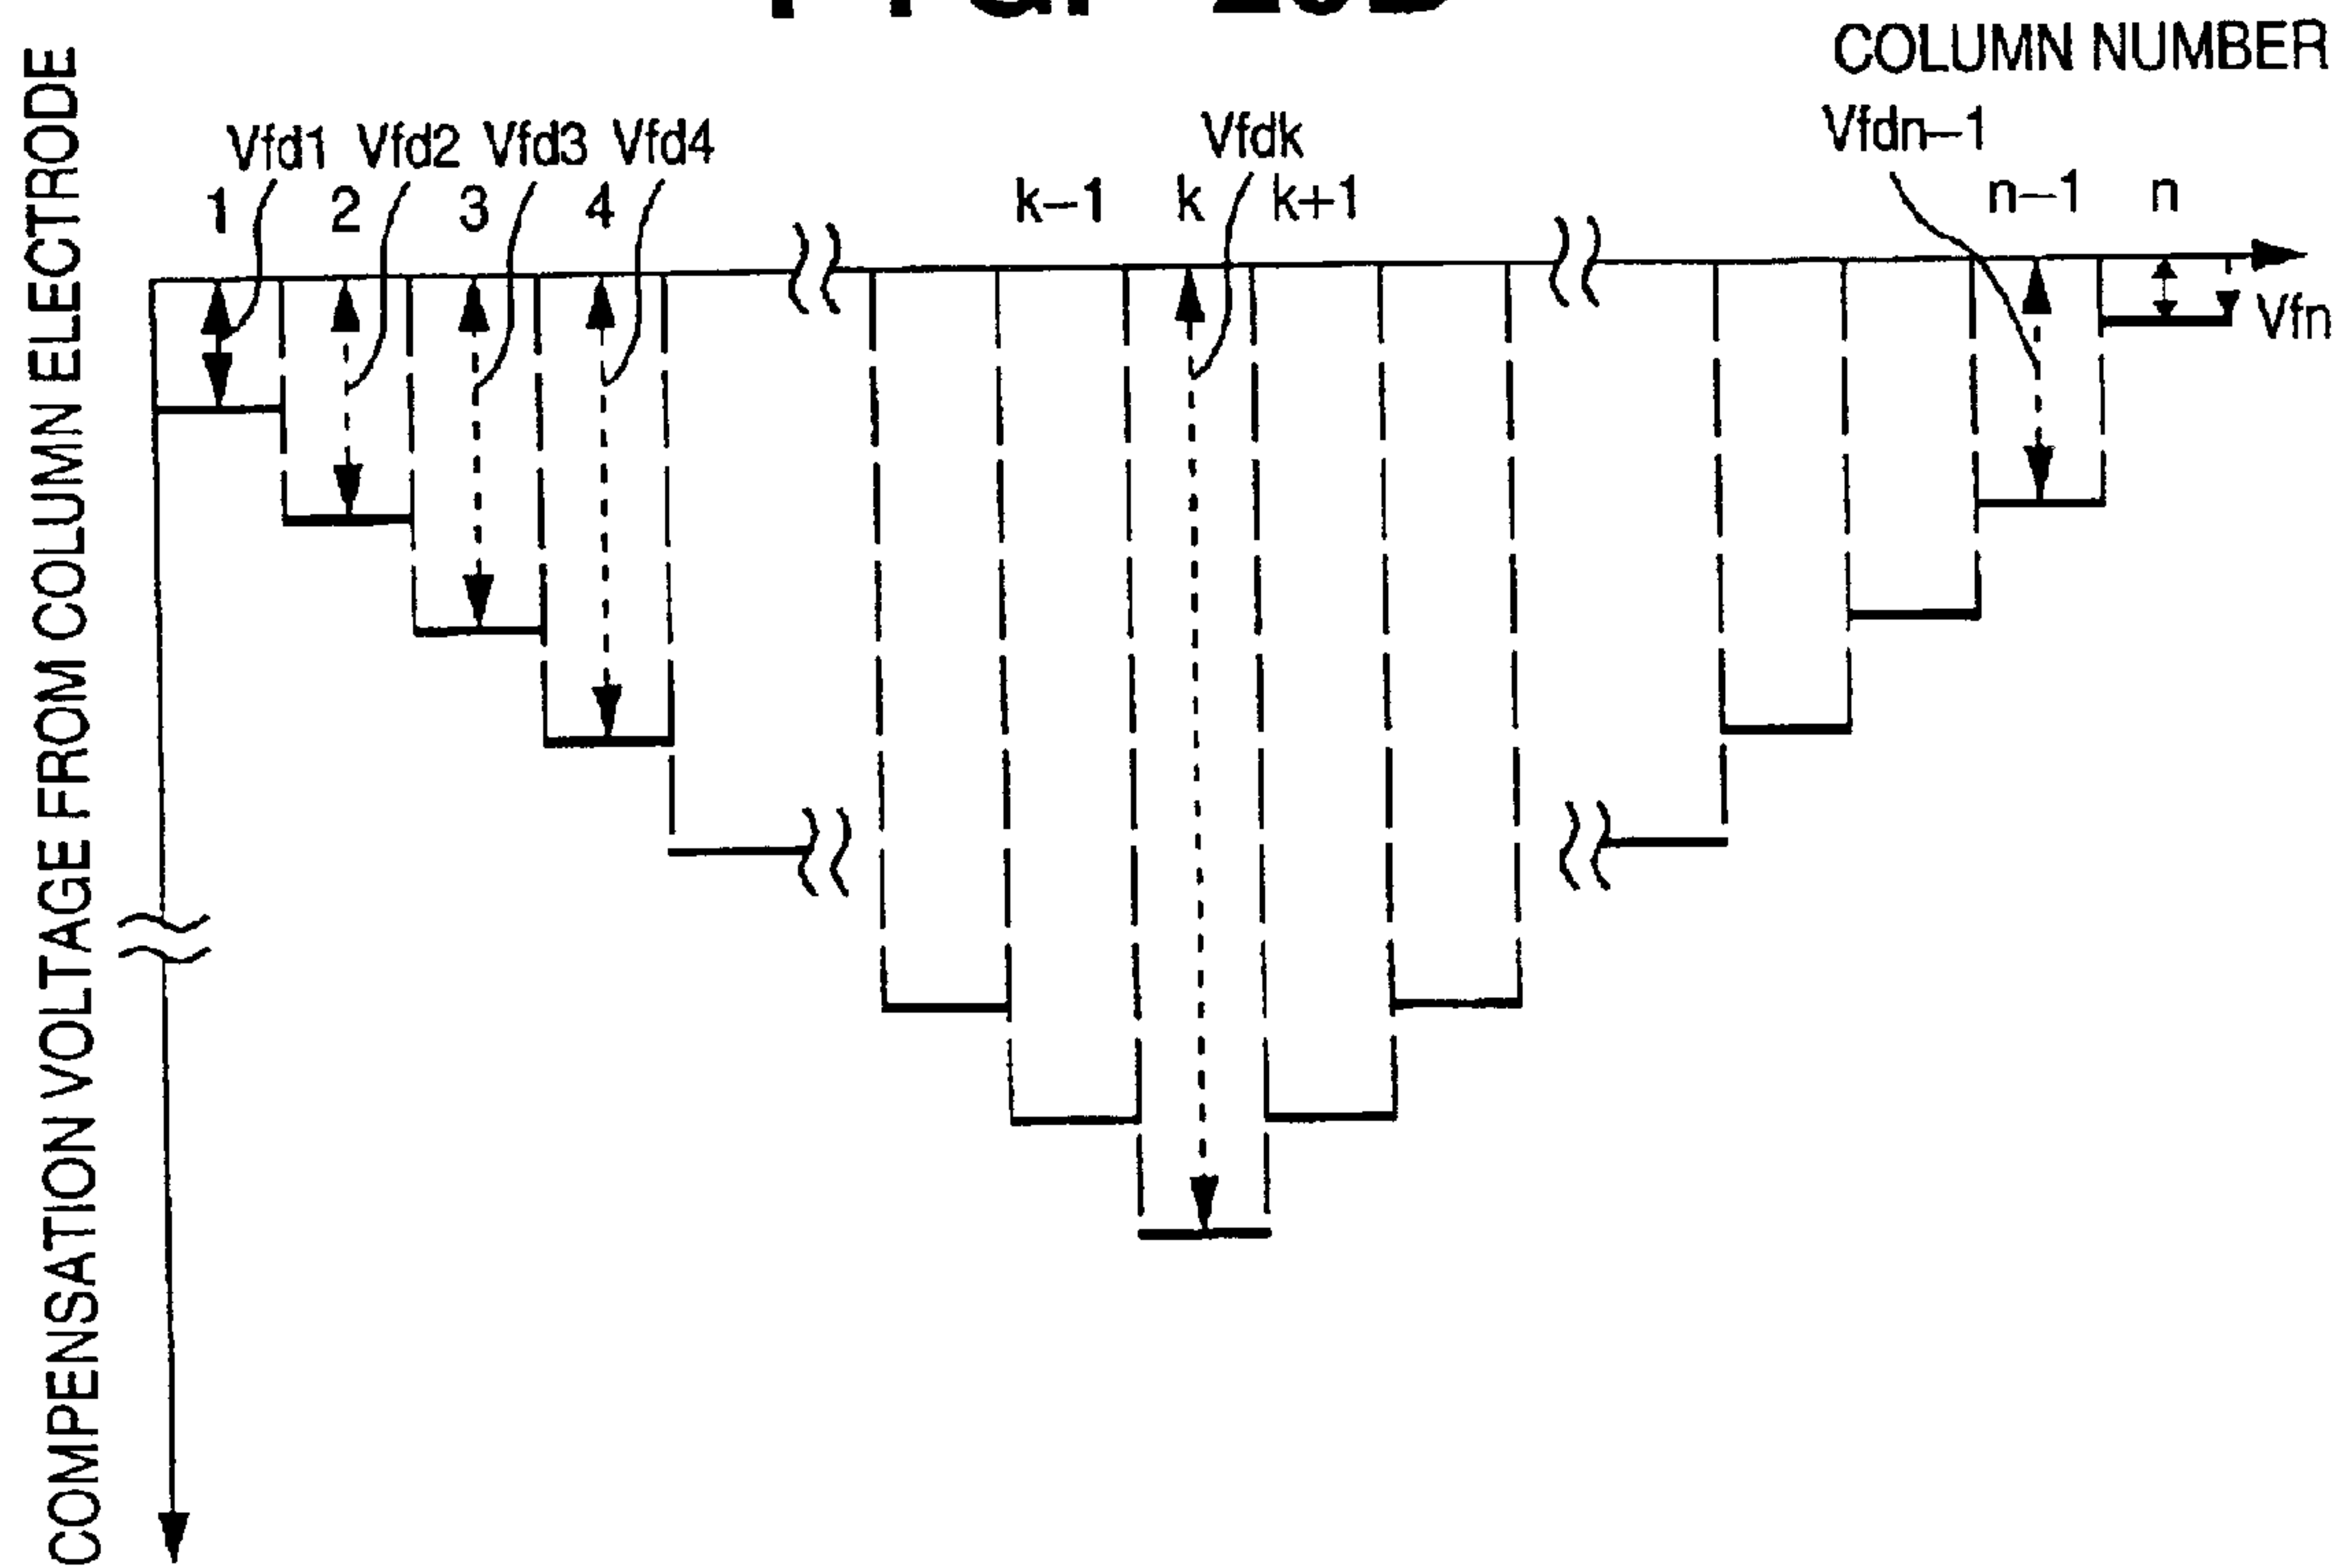 COLUMN NUMBER
Vfd1 Vfd2 Vfd3 Vfd4 Vfdk Vfdn–1
1 2 3 4 k–1 k k+1 n–1 n
Vfn
COMPENSATION VOLTAGE FROM COLUMN ELECTRODE